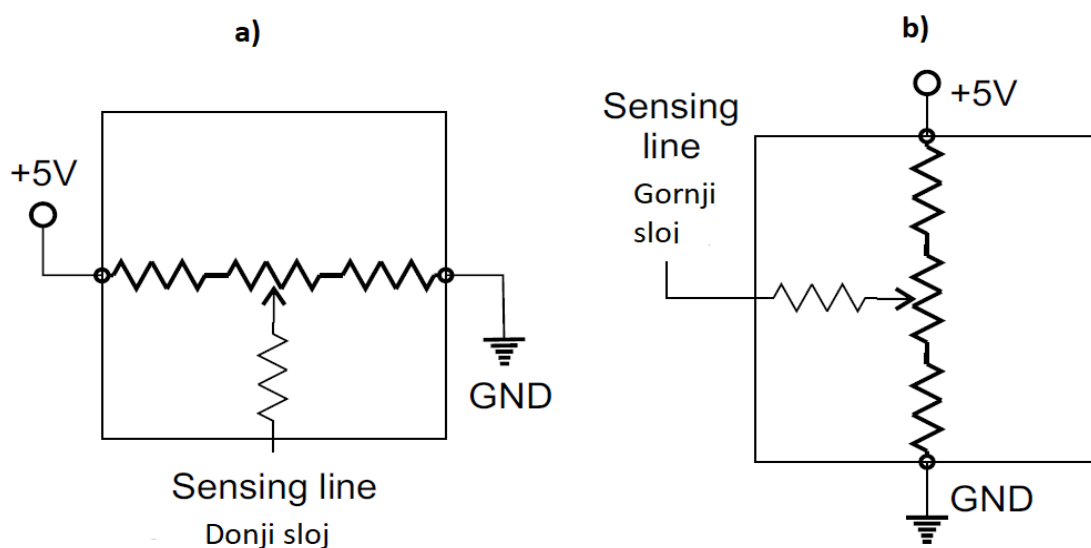 a)
+5V
GND
Sensing line
Donji sloj
b)
+5V
Sensing
line
Gornji
sloj
GND